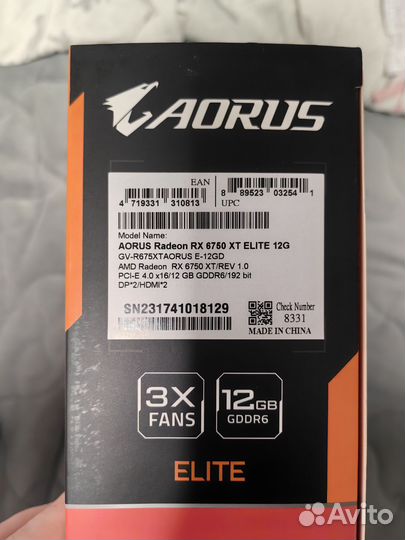 AORUS
EAN
4 719331 310813
8 89523 03254 1
UPC
Model Name:
AORUS Radeon RX 6750 XT ELITE 12G
GV-R675XTAORUS E-12GD
AMD Radeon RX 6750 XT/REV 1.0
PCI-E 4.0 x16/12 GB GDDR6/192 bit
DP*2/HDMI*2
SN231741018129
Check Number
8331
MADE IN CHINA
3X
FANS
12GB
GDDR6
ELITE
Avito